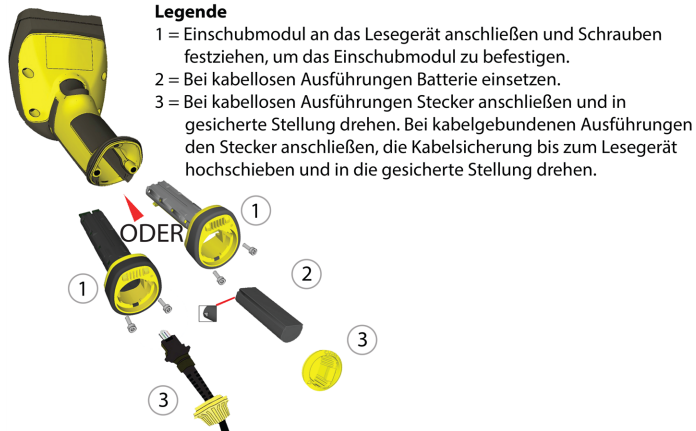 Legende
1 = Einschubmodul an das Lesegerät anschließen und Schrauben
festziehen, um das Einschubmodul zu befestigen.
2 = Bei kabellosen Ausführungen Batterie einsetzen.
3 = Bei kabellosen Ausführungen Stecker anschließen und in
gesicherte Stellung drehen. Bei kabelgebundenen Ausführungen
den Stecker anschließen, die Kabelsicherung bis zum Lesegerät
hochschieben und in die gesicherte Stellung drehen.
1
ODER
1
2
3
3